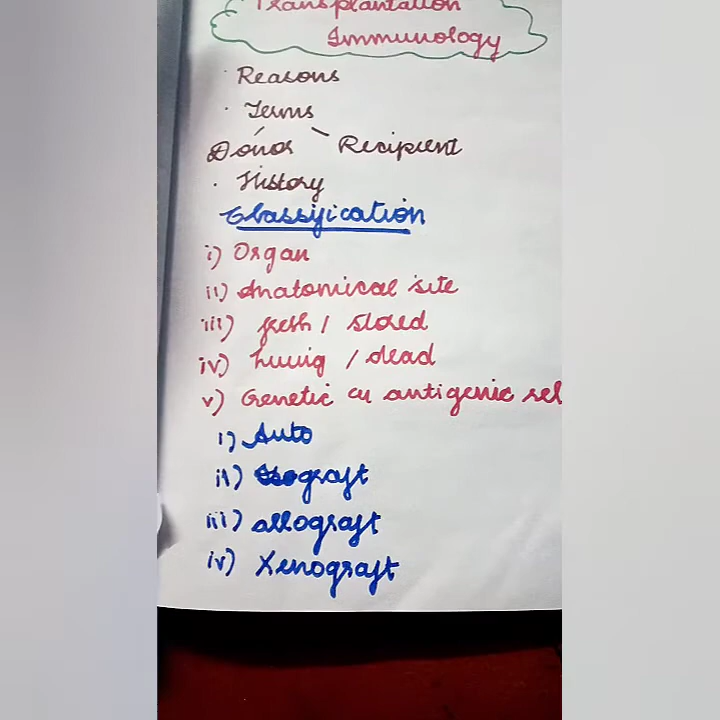 Transplantation
Immunology
· Reasons
· Terms
Donor Recipient
· History
Classification
i) Organ
ii) Anatomical site
iii) fresh / stored
iv) living / dead
v) Genetic antigenic rel
i) Auto
ii) Isograft
iii) allograft
iv) Xenograft